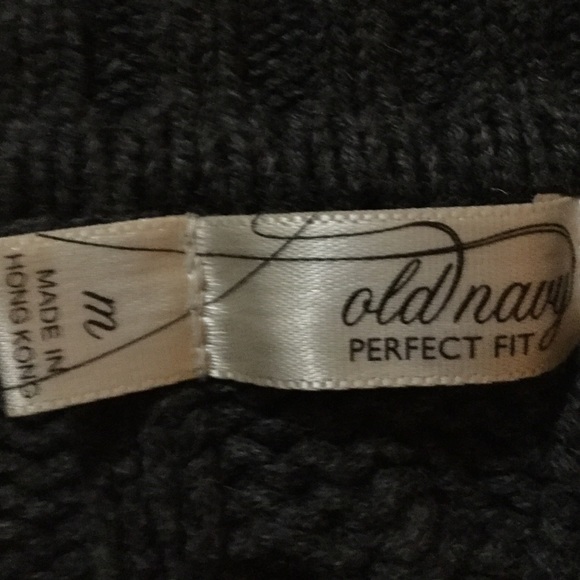 m
MADE IN
HONG KONG
old navy
PERFECT FIT